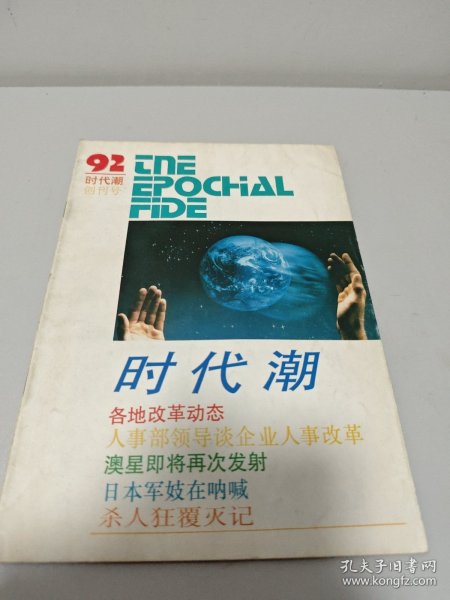 92
时代潮
创刊号
THE
EPOCHiAL
FiDE
时代潮
各地改革动态
人事部领导谈企业人事改革
澳星即将再次发射
日本军妓在呐喊
杀人狂覆灭记
孔夫子旧书网
www.kongfz.com